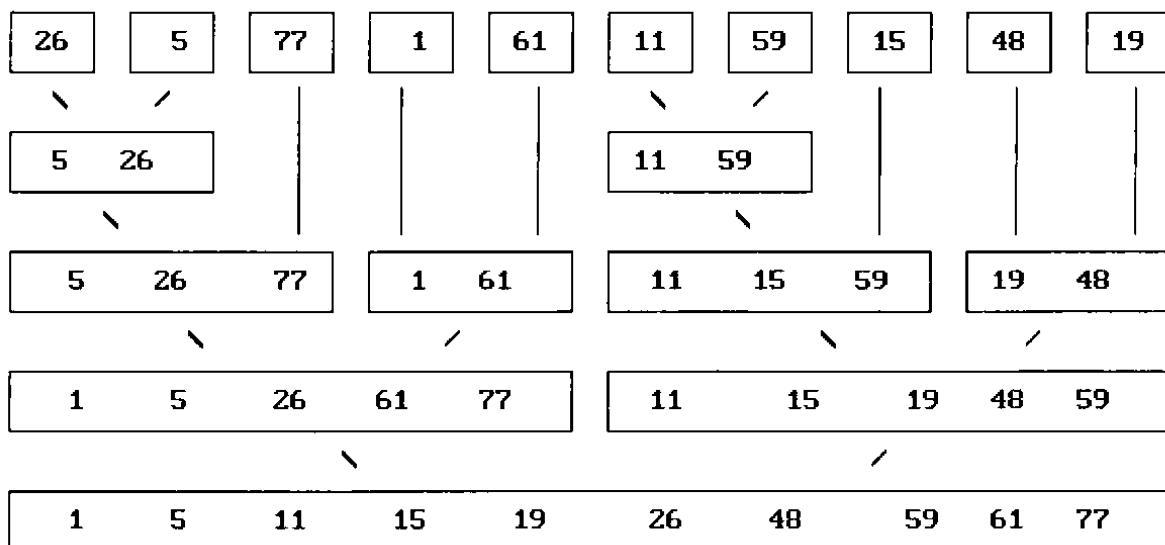 26 5 77 1 61 11 59 15 48 19
5 26 11 59
5 26 77 1 61 11 15 59 19 48
1 5 26 61 77 11 15 19 48 59
1 5 11 15 19 26 48 59 61 77